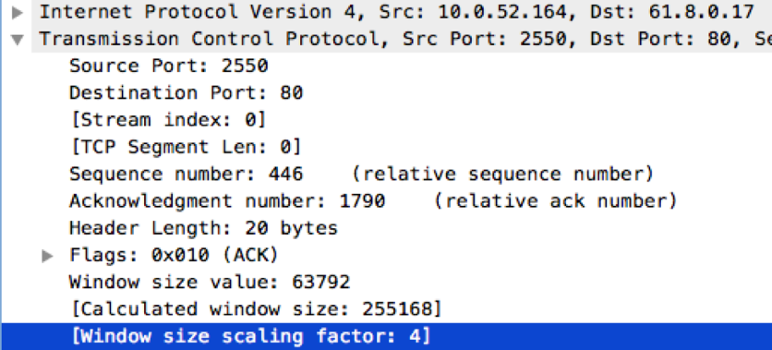 Internet Protocol Version 4, Src: 10.0.52.164, Dst: 61.8.0.17
Transmission Control Protocol, Src Port: 2550, Dst Port: 80, Se
Source Port: 2550
Destination Port: 80
[Stream index: 0]
[TCP Segment Len: 0]
Sequence number: 446    (relative sequence number)
Acknowledgment number: 1790    (relative ack number)
Header Length: 20 bytes
Flags: 0x010 (ACK)
Window size value: 63792
[Calculated window size: 255168]
[Window size scaling factor: 4]